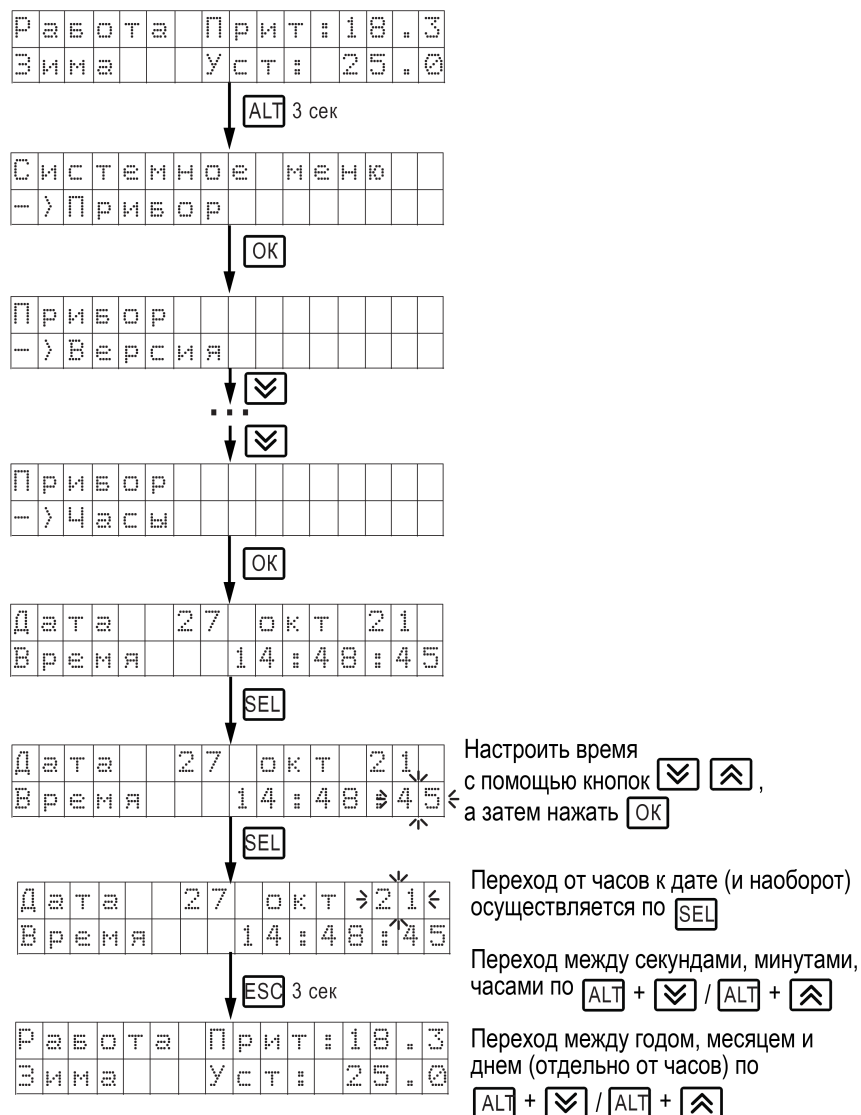 Работа Прит:18.3
Зима Уст: 25.0
ALT 3 сек
Системное меню
->Прибор
OK
Прибор
->Версия
...
Прибор
->Часы
OK
Дата 27 окт 21
Время 14:48:45
SEL
Дата 27 окт 21
Время 14:48:45
Настроить время
с помощью кнопок ,
а затем нажать OK
SEL
Дата 27 окт 21
Время 14:48:45
Переход от часов к дате (и наоборот)
осуществляется по SEL
Переход между секундами, минутами,
часами по ALT + / ALT +
ESC 3 сек
Работа Прит:18.3
Зима Уст: 25.0
Переход между годом, месяцем и
днем (отдельно от часов) по
ALT + / ALT +